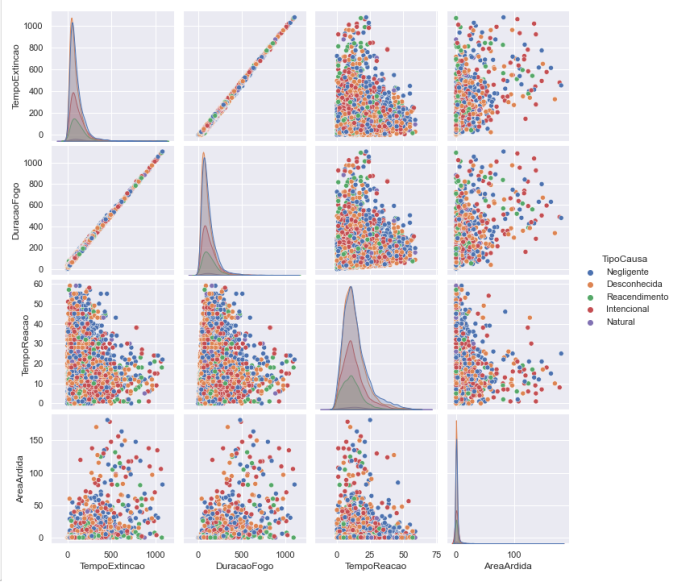 TempoExtincao
1000
800
600
400
200
0
DuracaoFogo
1000
800
600
400
200
0
TempoReacao
60
50
40
30
20
10
0
AreaArdida
150
100
50
0
0 500 1000
TempoExtincao
0 500 1000
DuracaoFogo
0 25 50 75
TempoReacao
0 100
AreaArdida
TipoCausa
Negligente
Desconhecida
Reacendimento
Intencional
Natural